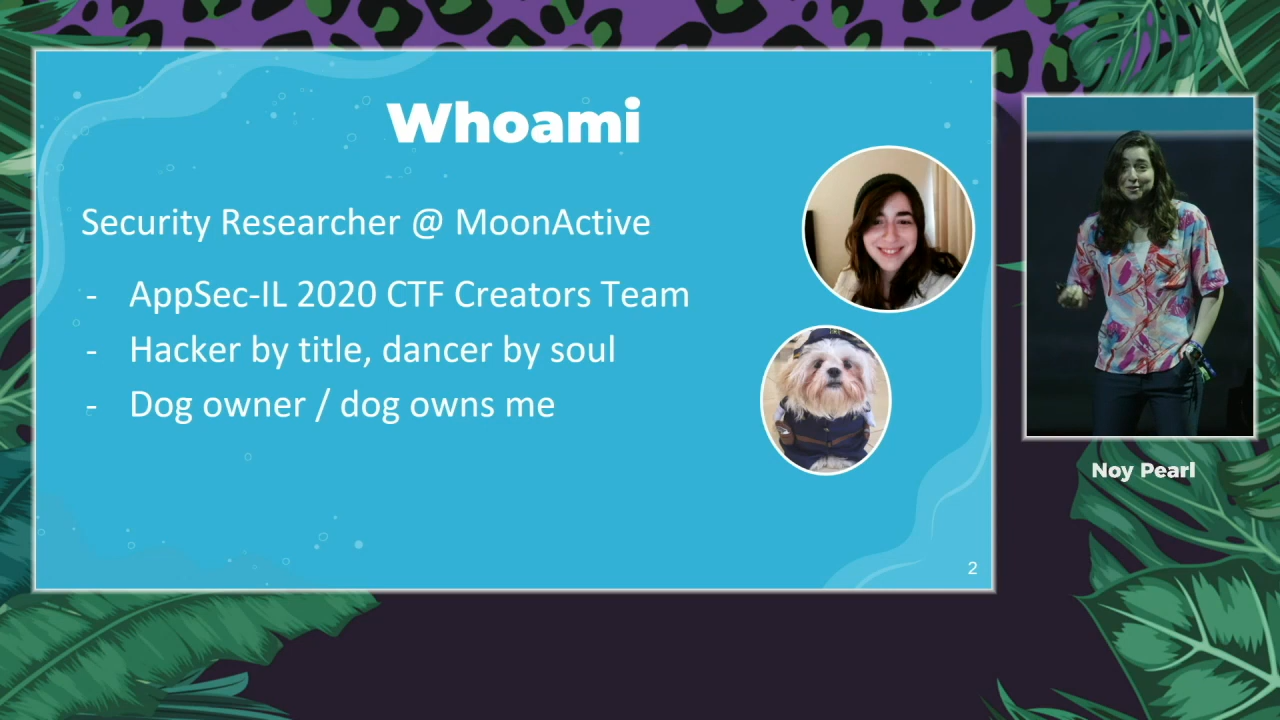 Whoami
Security Researcher @ MoonActive
- AppSec-IL 2020 CTF Creators Team
- Hacker by title, dancer by soul
- Dog owner / dog owns me
2
Noy Pearl